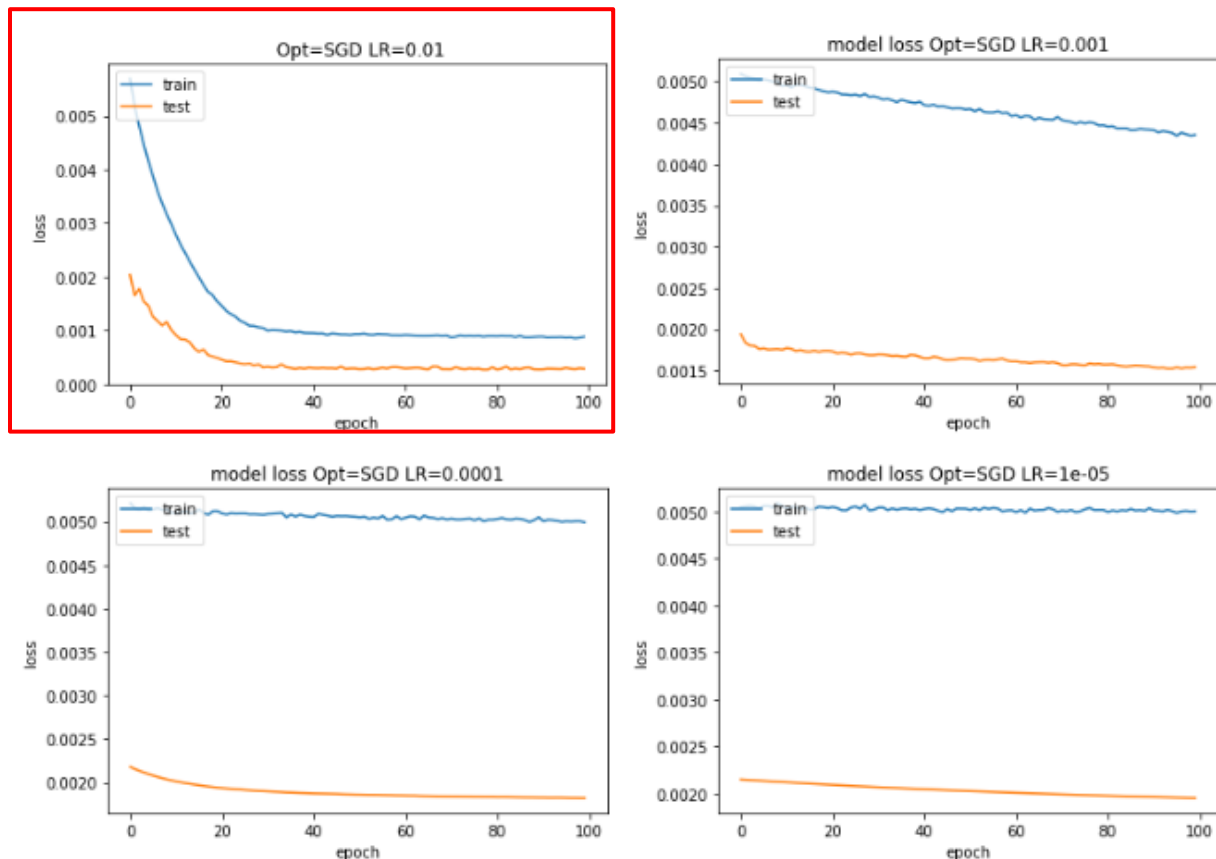 Opt=SGD LR=0.01
train
test
0.005
0.004
0.003
0.002
0.001
0.000
loss
0 20 40 60 80 100
epoch
model loss Opt=SGD LR=0.001
train
test
0.0050
0.0045
0.0040
0.0035
0.0030
0.0025
0.0020
0.0015
loss
0 20 40 60 80 100
epoch
model loss Opt=SGD LR=0.0001
train
test
0.0050
0.0045
0.0040
0.0035
0.0030
0.0025
0.0020
loss
0 20 40 60 80 100
epoch
model loss Opt=SGD LR=1e-05
train
test
0.0050
0.0045
0.0040
0.0035
0.0030
0.0025
0.0020
loss
0 20 40 60 80 100
epoch